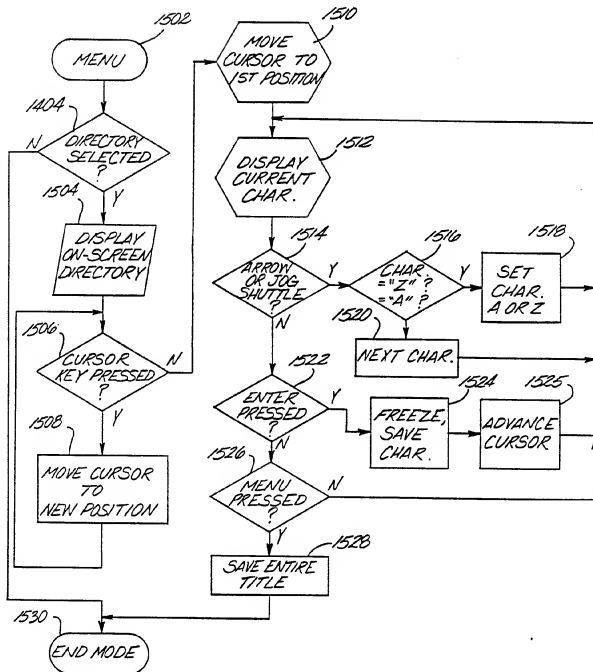 1502
MENU
1404
DIRECTORY
SELECTED
?
N
Y
1504
DISPLAY
ON-SCREEN
DIRECTORY
1506
CURSOR
KEY PRESSED
?
N
Y
1508
MOVE CURSOR
TO
NEW POSITION
1530
END MODE
1510
MOVE
CURSOR TO
1ST POSITION
1512
DISPLAY
CURRENT
CHAR.
1514
ARROW
OR JOG
SHUTTLE
?
Y
N
1516
CHAR.
="Z" ?
="A" ?
Y
1518
SET
CHAR.
A OR Z
1520
NEXT CHAR.
1522
ENTER
PRESSED
?
Y
N
1524
FREEZE,
SAVE
CHAR.
1525
ADVANCE
CURSOR
1526
MENU
PRESSED
?
N
Y
1528
SAVE ENTIRE
TITLE